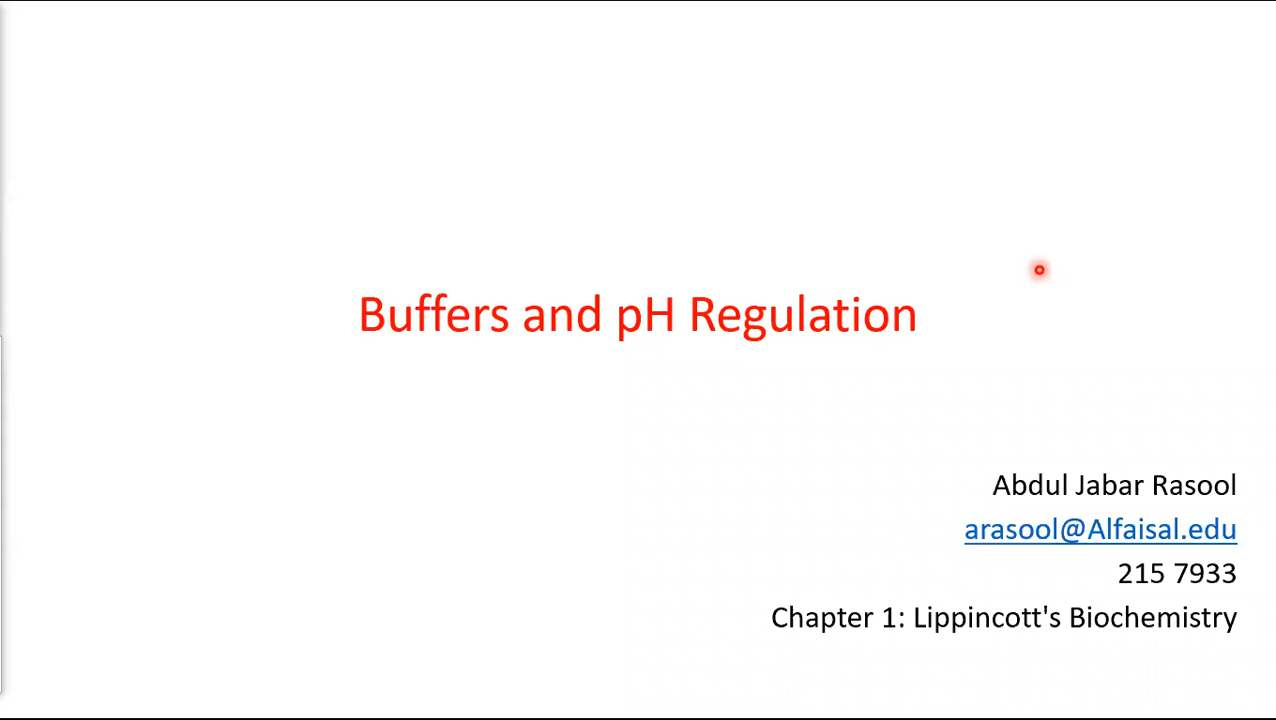 Buffers and pH Regulation
Abdul Jabar Rasool
arasool@Alfaisal.edu
215 7933
Chapter 1: Lippincott's Biochemistry